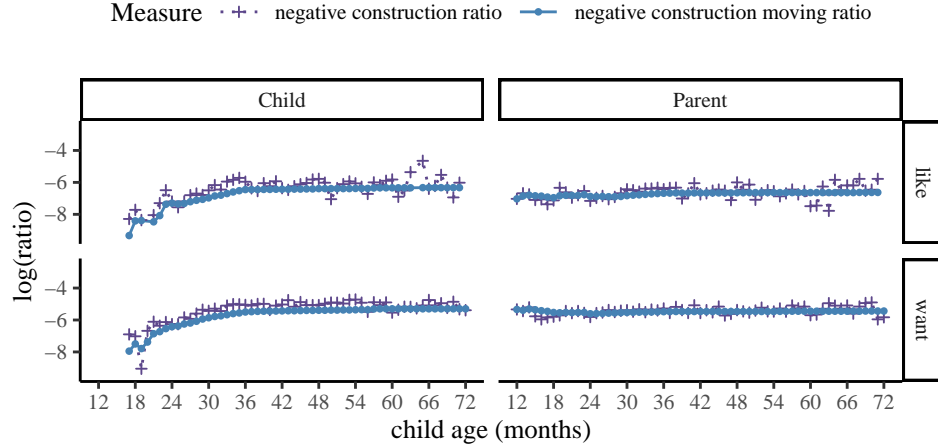 Measure negative construction ratio negative construction moving ratio
Child Parent
−4
−6
−8
like
−4
−6
−8
want
log(ratio)
12 18 24 30 36 42 48 54 60 66 72 12 18 24 30 36 42 48 54 60 66 72
child age (months)